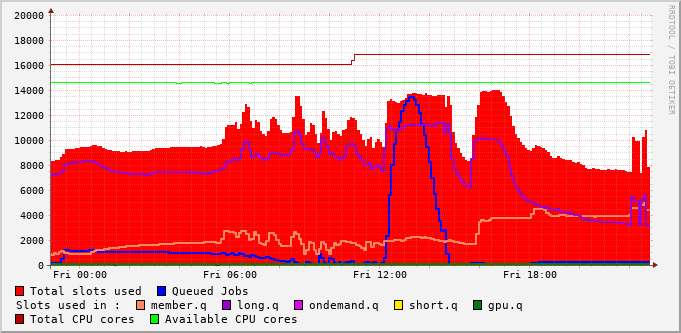 20000
18000
16000
14000
12000
10000
8000
6000
4000
2000
0
Fri 00:00 Fri 06:00 Fri 12:00 Fri 18:00
RRDTOOL / TOBI OETIKER
Total slots used Queued Jobs
Slots used in : member.q long.q ondemand.q short.q gpu.q
Total CPU cores Available CPU cores